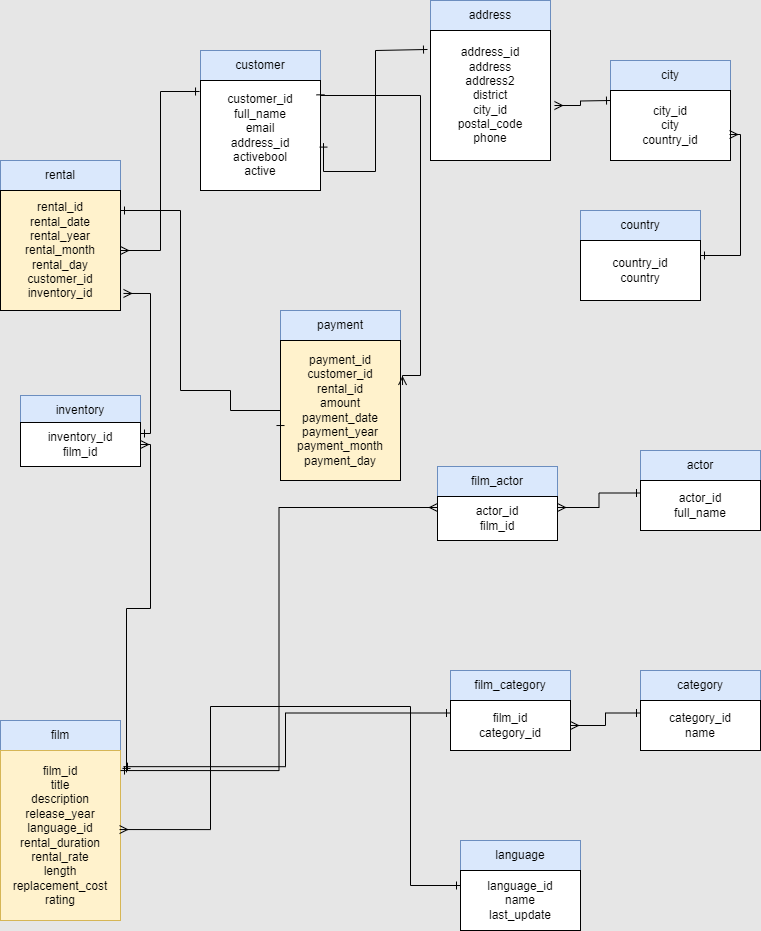 address
address_id
address
address2
district
city_id
postal_code
phone
customer
customer_id
full_name
email
address_id
activebool
active
city
city_id
city
country_id
rental
rental_id
rental_date
rental_year
rental_month
rental_day
customer_id
inventory_id
country
country_id
country
payment
payment_id
customer_id
rental_id
amount
payment_date
payment_year
payment_month
payment_day
inventory
inventory_id
film_id
film_actor
actor_id
film_id
actor
actor_id
full_name
film_category
film_id
category_id
category
category_id
name
film
film_id
title
description
release_year
language_id
rental_duration
rental_rate
length
replacement_cost
rating
language
language_id
name
last_update